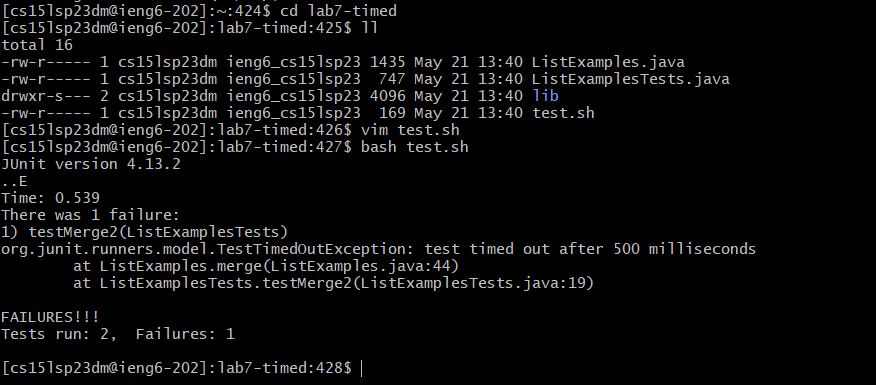 [cs15lsp23dm@ieng6-202]:~:424$ cd lab7-timed
[cs15lsp23dm@ieng6-202]:lab7-timed:425$ ll
total 16
-rw-r----- 1 cs15lsp23dm ieng6_cs15lsp23 1435 May 21 13:40 ListExamples.java
-rw-r----- 1 cs15lsp23dm ieng6_cs15lsp23  747 May 21 13:40 ListExamplesTests.java
drwxr-s--- 2 cs15lsp23dm ieng6_cs15lsp23 4096 May 21 13:40 lib
-rw-r----- 1 cs15lsp23dm ieng6_cs15lsp23  169 May 21 13:40 test.sh
[cs15lsp23dm@ieng6-202]:lab7-timed:426$ vim test.sh
[cs15lsp23dm@ieng6-202]:lab7-timed:427$ bash test.sh
JUnit version 4.13.2
..E
Time: 0.539
There was 1 failure:
1) testMerge2(ListExamplesTests)
org.junit.runners.model.TestTimedOutException: test timed out after 500 milliseconds
        at ListExamples.merge(ListExamples.java:44)
        at ListExamplesTests.testMerge2(ListExamplesTests.java:19)

FAILURES!!!
Tests run: 2,  Failures: 1

[cs15lsp23dm@ieng6-202]:lab7-timed:428$